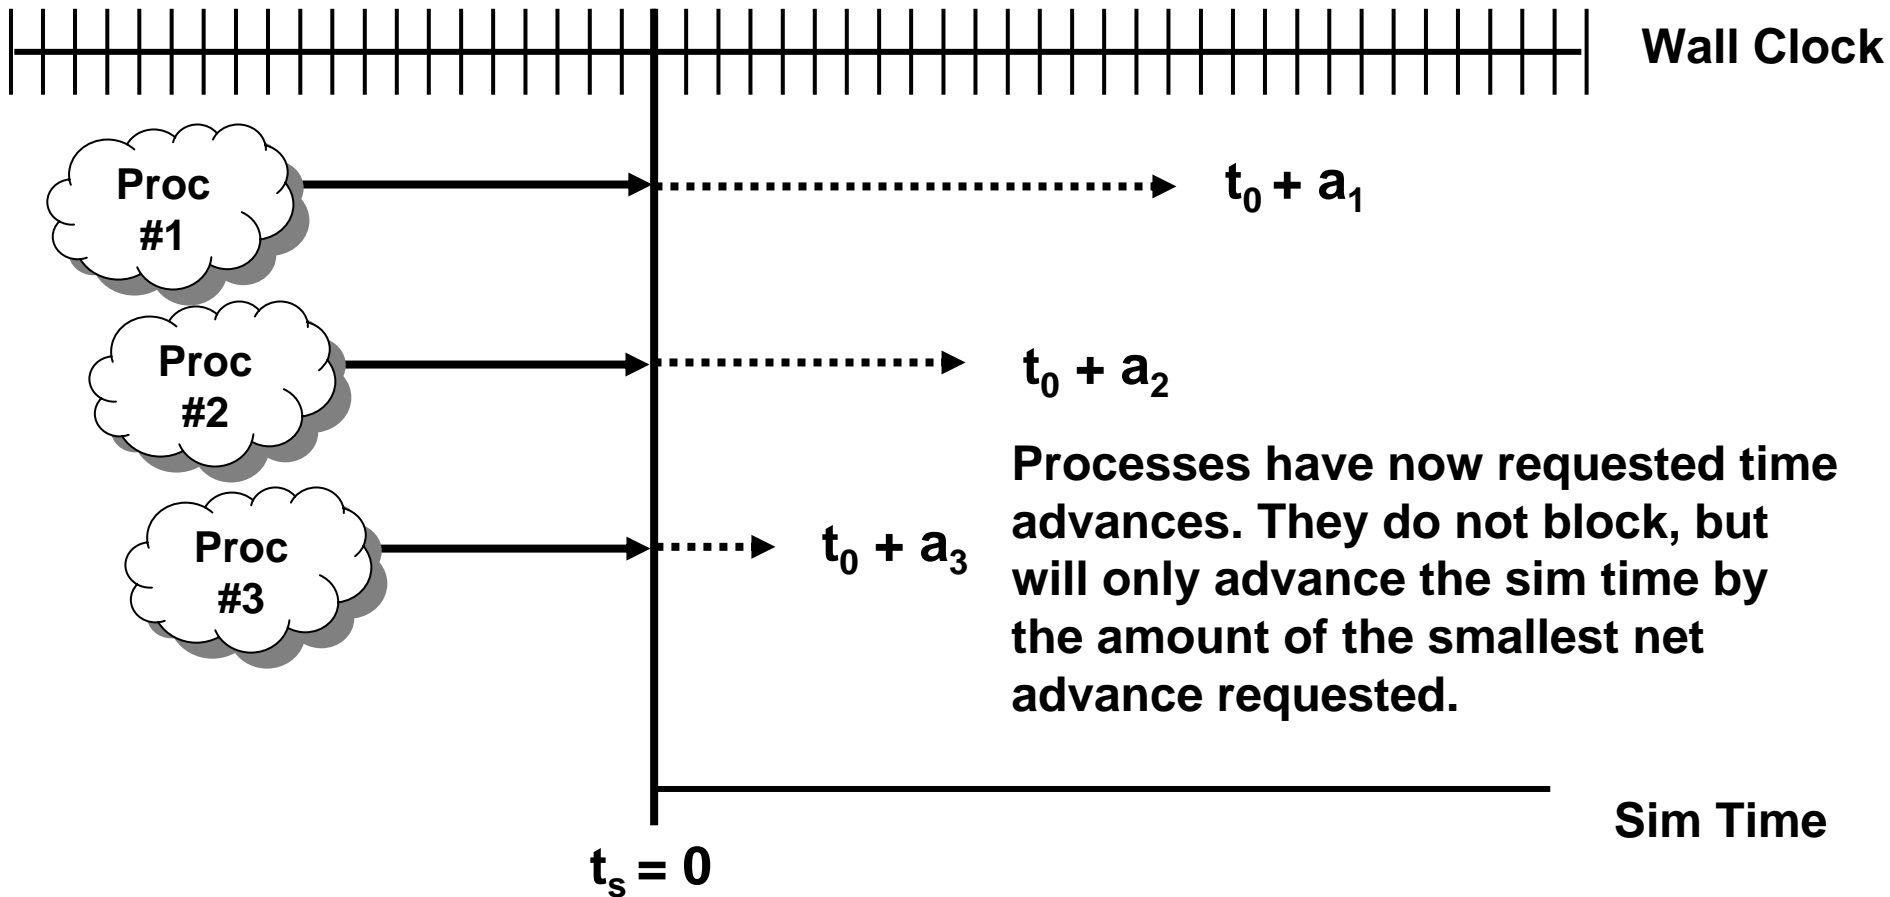 Wall Clock
Proc
#1
t₀ + a₁
Proc
#2
t₀ + a₂
Proc
#3
t₀ + a₃
Processes have now requested time
advances. They do not block, but
will only advance the sim time by
the amount of the smallest net
advance requested.
Sim Time
tₛ = 0